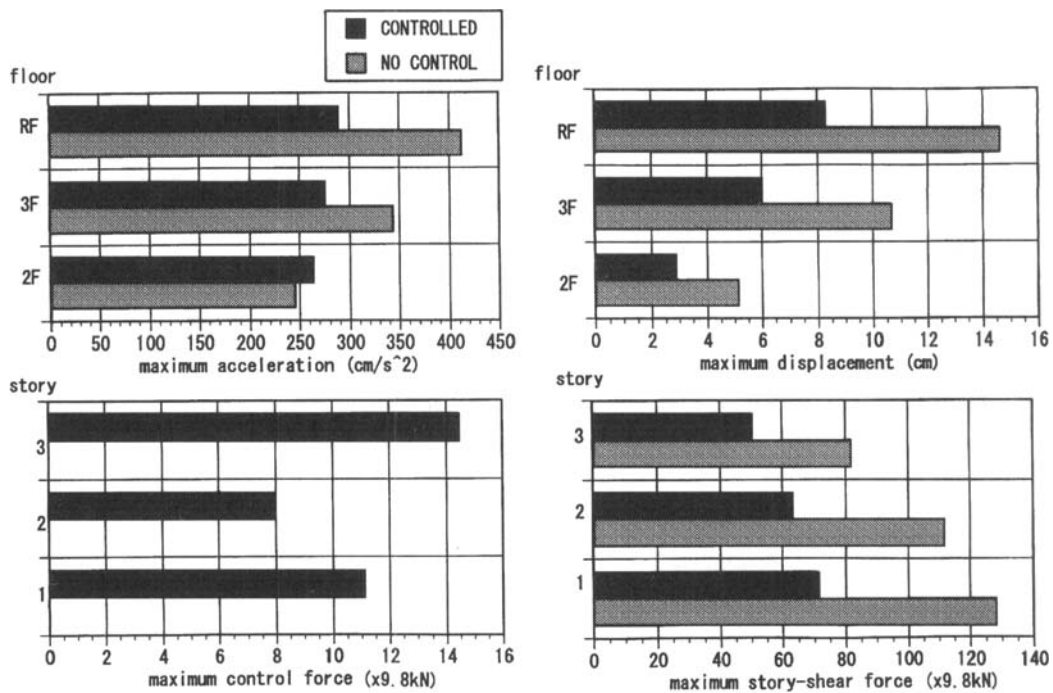 CONTROLLED
NO CONTROL
floor
RF
3F
2F
0 50 100 150 200 250 300 350 400 450
maximum acceleration (cm/s^2)
floor
RF
3F
2F
0 2 4 6 8 10 12 14 16
maximum displacement (cm)
story
3
2
1
0 2 4 6 8 10 12 14 16
maximum control force (x9.8kN)
story
3
2
1
0 20 40 60 80 100 120 140
maximum story-shear force (x9.8kN)